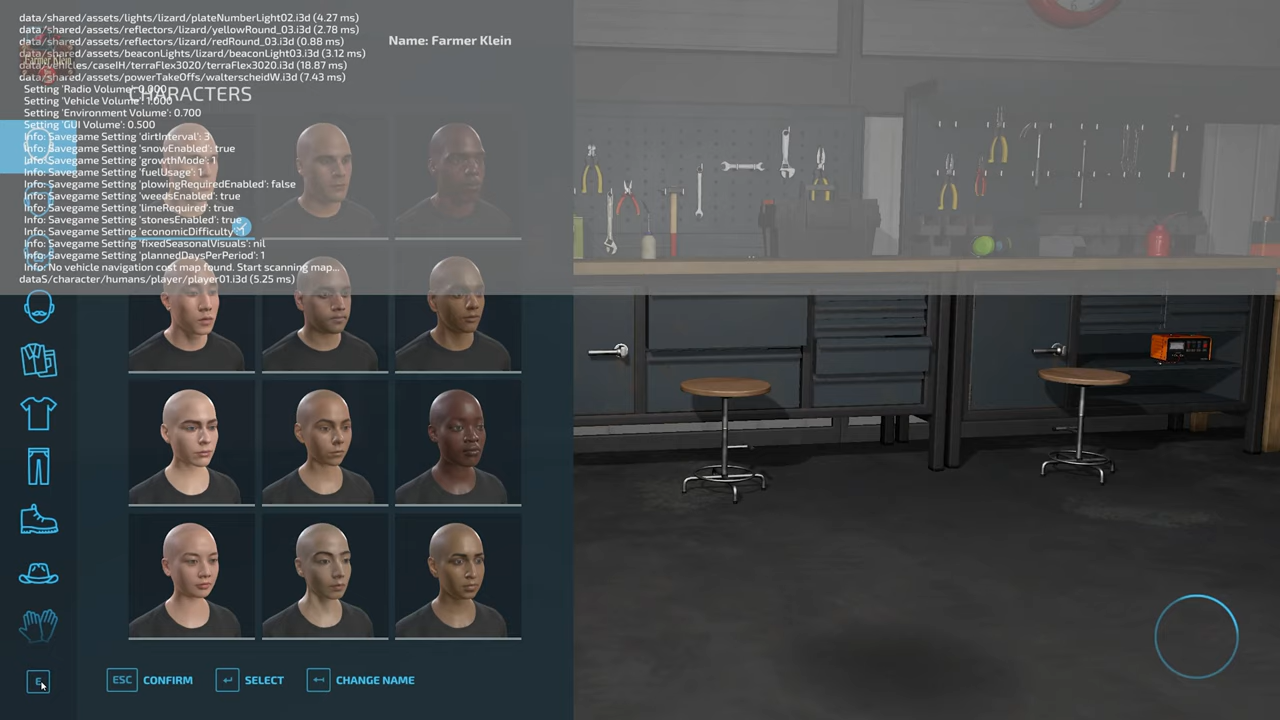 data/shared/assets/lights/lizard/plateNumberLight02.i3d (4.27 ms)
data/shared/assets/reflectors/lizard/yellowRound_03.i3d (2.78 ms)
data/shared/assets/reflectors/lizard/redRound_03.i3d (0.88 ms)
Name: Farmer Klein
data/shared/assets/beaconLights/lizard/beaconLight03.i3d (3.12 ms)
Farmer Klein
data/vehicles/caseIH/terraFlex3020/terraFlex3020.i3d (18.87 ms)
data/shared/assets/powerTakeOffs/walterscheidW.i3d (7.43 ms)
Setting 'Radio Volume': 0.000
CHARACTERS
Setting 'Vehicle Volume': 1.000
Setting 'Environment Volume': 0.700
Setting 'GUI Volume': 0.500
Info: Savegame Setting 'dirtInterval': 3
Info: Savegame Setting 'snowEnabled': true
Info: Savegame Setting 'growthMode': 1
Info: Savegame Setting 'fuelUsage': 1
Info: Savegame Setting 'plowingRequiredEnabled': false
Info: Savegame Setting 'weedsEnabled': true
Info: Savegame Setting 'limeRequired': true
Info: Savegame Setting 'stonesEnabled': true
Info: Savegame Setting 'economicDifficulty': 1
Info: Savegame Setting 'fixedSeasonalVisuals': nil
Info: Savegame Setting 'plannedDaysPerPeriod': 1
Info: No vehicle navigation cost map found. Start scanning map...
dataS/character/humans/player/player01.i3d (5.25 ms)
E
ESC CONFIRM SELECT CHANGE NAME